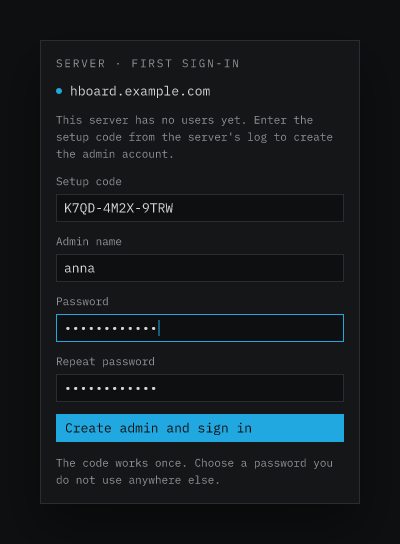 SERVER · FIRST SIGN-IN
hboard.example.com
This server has no users yet. Enter the
setup code from the server's log to create
the admin account.
Setup code
K7QD-4M2X-9TRW
Admin name
anna
Password
••••••••••••
Repeat password
••••••••••••
Create admin and sign in
The code works once. Choose a password you
do not use anywhere else.